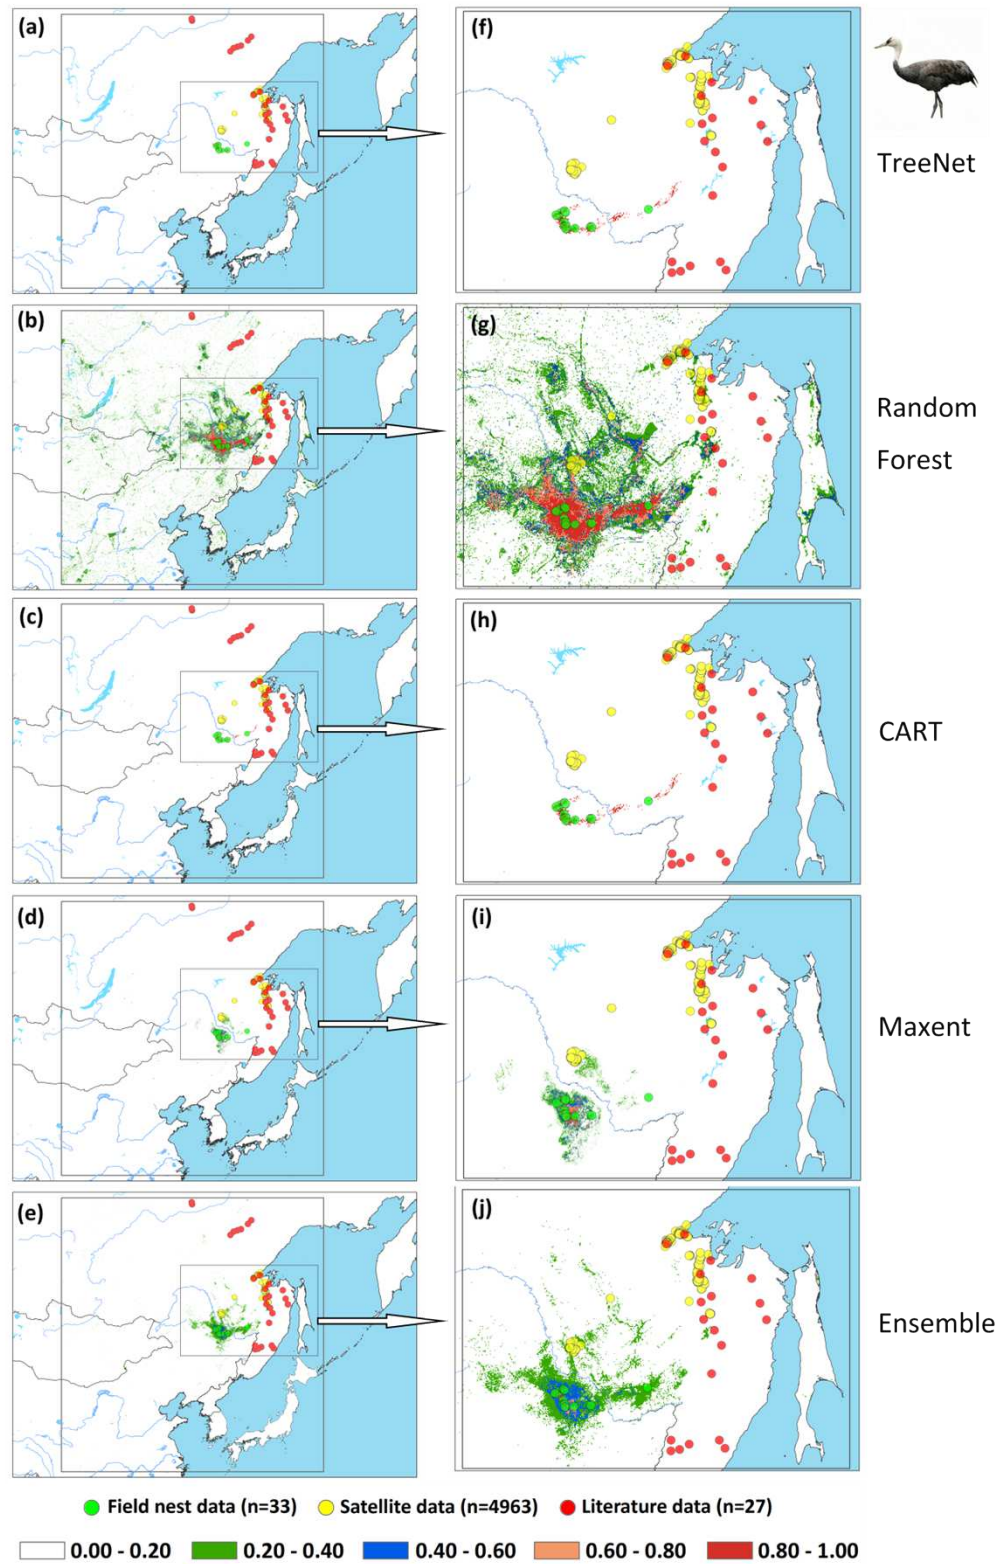 (a)
(f)
TreeNet
(b)
(g)
Random
Forest
(c)
(h)
CART
(d)
(i)
Maxent
(e)
(j)
Ensemble
Field nest data (n=33) Satellite data (n=4963) Literature data (n=27)
0.00 - 0.20 0.20 - 0.40 0.40 - 0.60 0.60 - 0.80 0.80 - 1.00